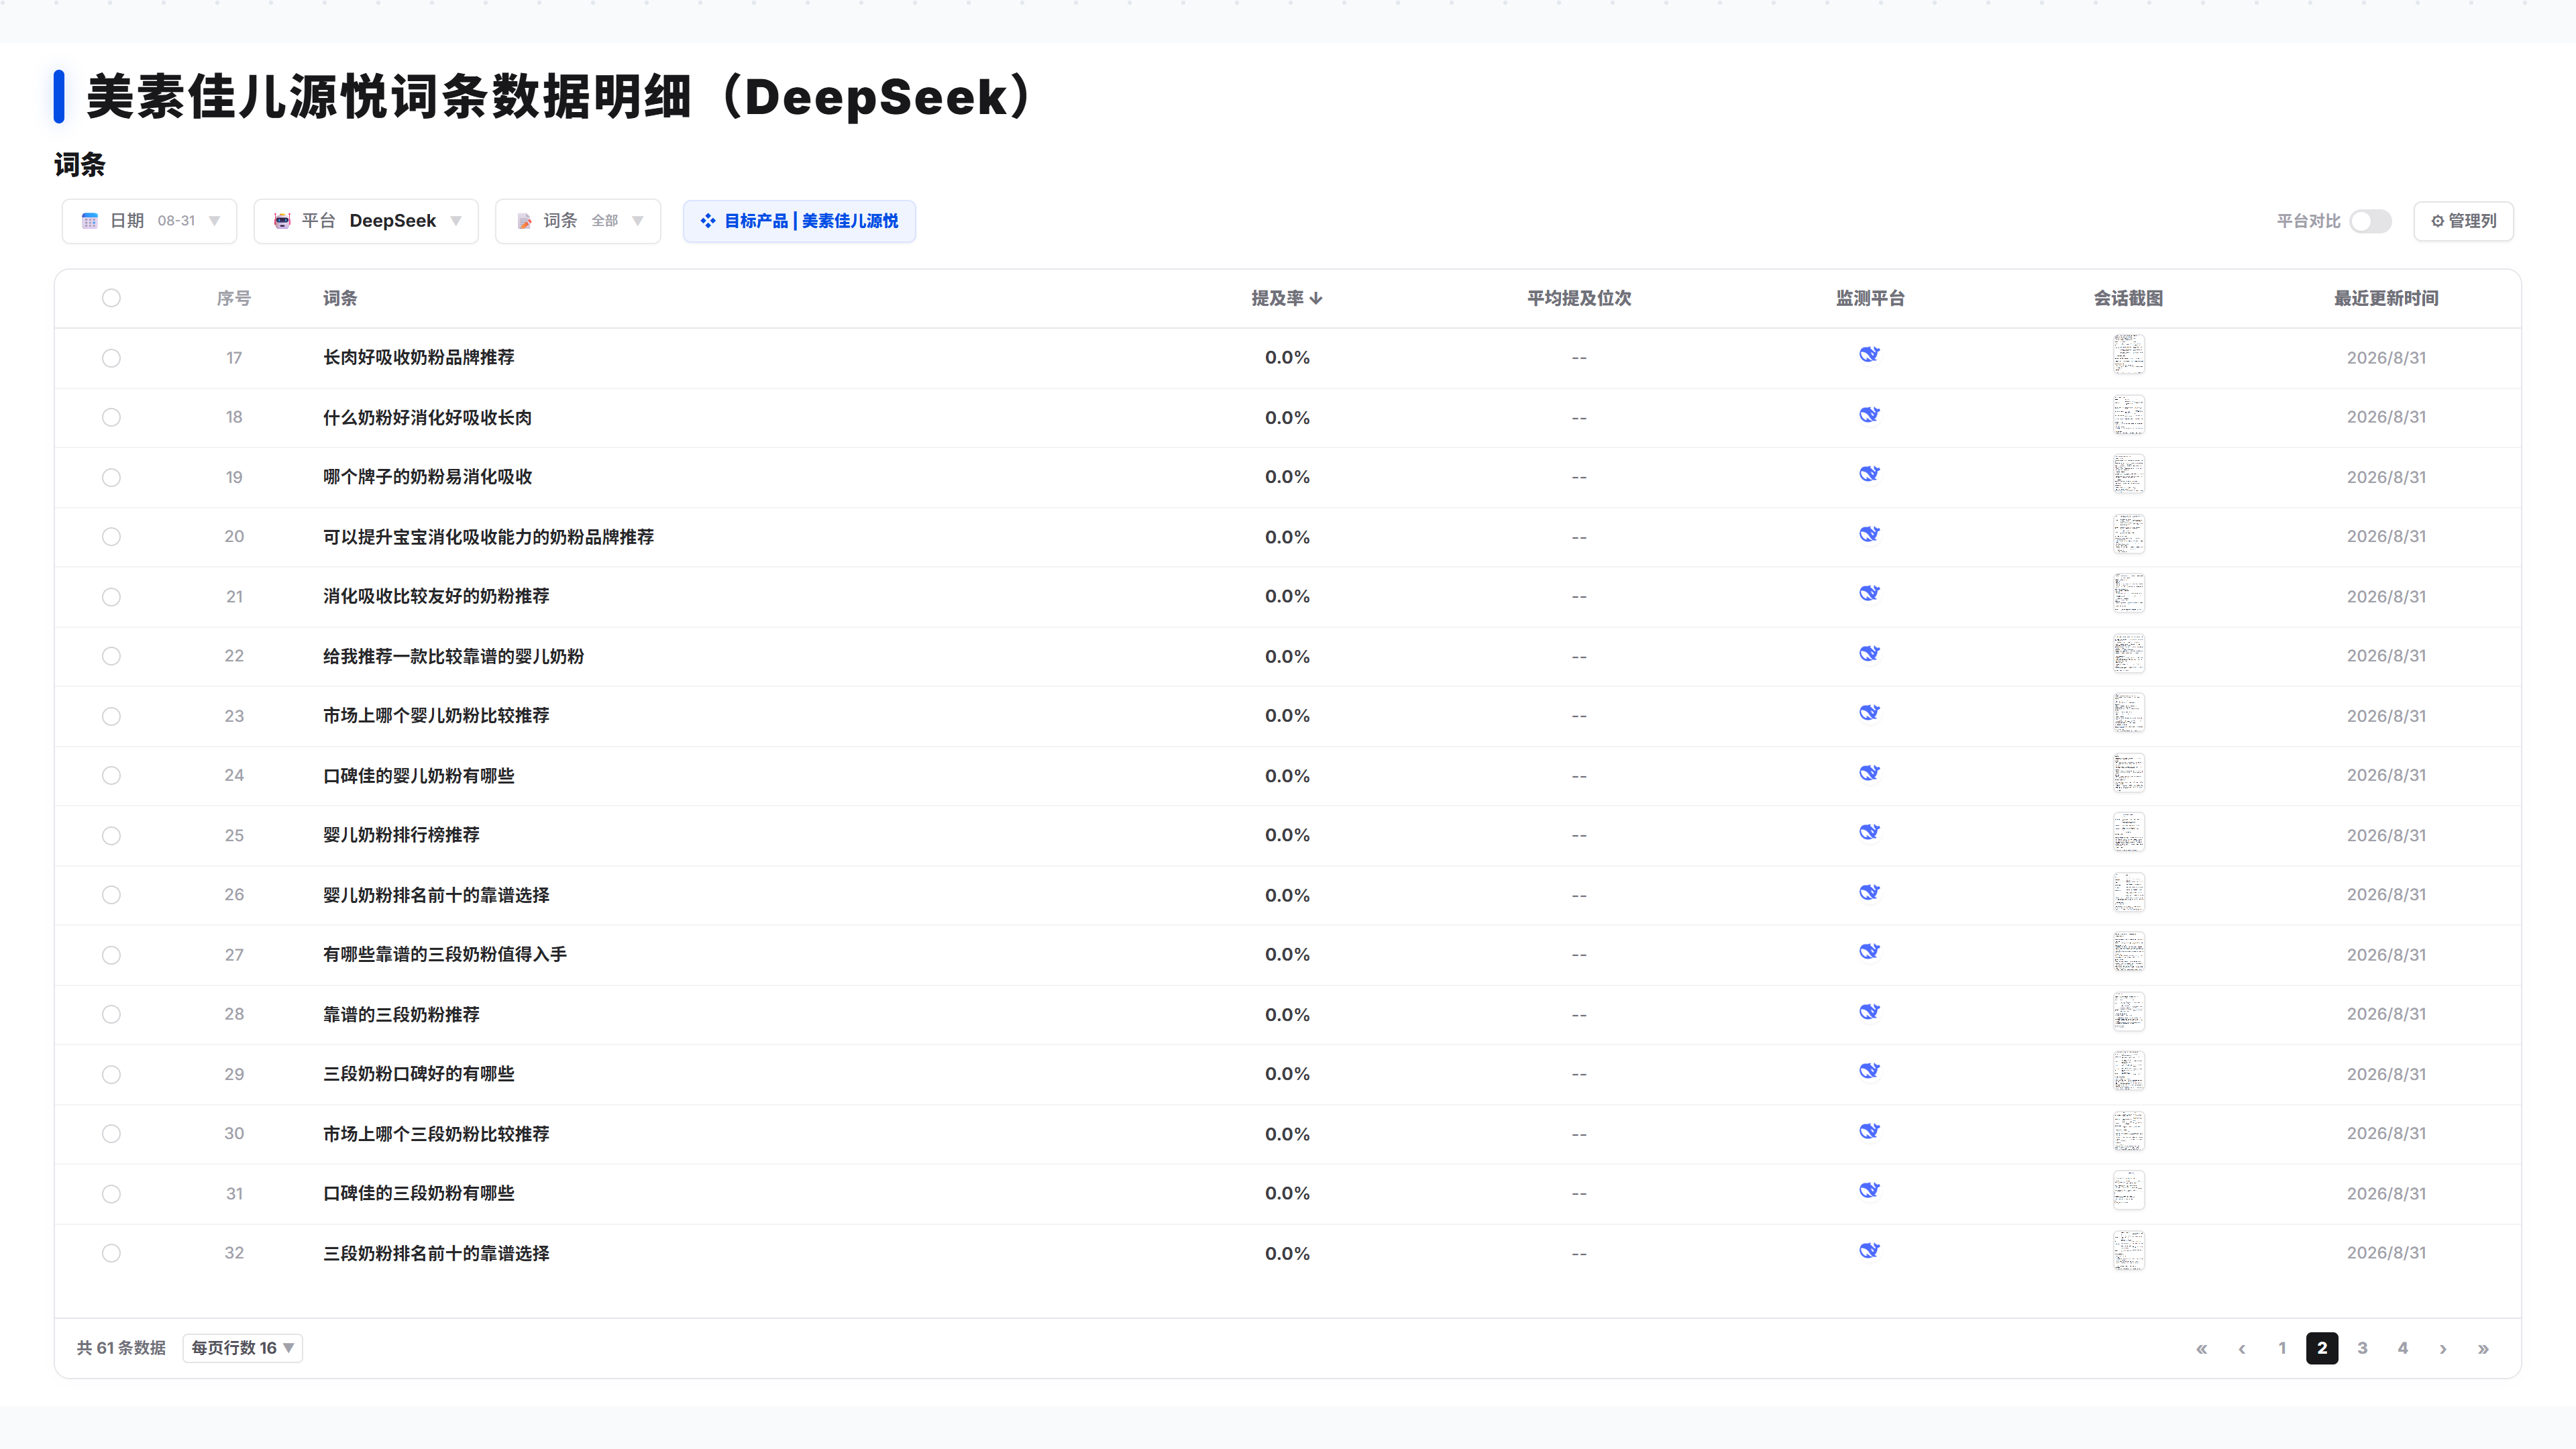 美素佳儿源悦词条数据明细（DeepSeek）
词条
日期 08-31 ▼ 平台 DeepSeek ▼ 词条 全部 ▼ 目标产品 | 美素佳儿源悦 平台对比 管理列
序号 词条 提及率 ↓ 平均提及位次 监测平台 会话截图 最近更新时间
17 长肉好吸收奶粉品牌推荐 0.0% -- 2026/8/31
18 什么奶粉好消化好吸收长肉 0.0% -- 2026/8/31
19 哪个牌子的奶粉易消化吸收 0.0% -- 2026/8/31
20 可以提升宝宝消化吸收能力的奶粉品牌推荐 0.0% -- 2026/8/31
21 消化吸收比较友好的奶粉推荐 0.0% -- 2026/8/31
22 给我推荐一款比较靠谱的婴儿奶粉 0.0% -- 2026/8/31
23 市场上哪个婴儿奶粉比较推荐 0.0% -- 2026/8/31
24 口碑佳的婴儿奶粉有哪些 0.0% -- 2026/8/31
25 婴儿奶粉排行榜推荐 0.0% -- 2026/8/31
26 婴儿奶粉排名前十的靠谱选择 0.0% -- 2026/8/31
27 有哪些靠谱的三段奶粉值得入手 0.0% -- 2026/8/31
28 靠谱的三段奶粉推荐 0.0% -- 2026/8/31
29 三段奶粉口碑好的有哪些 0.0% -- 2026/8/31
30 市场上哪个三段奶粉比较推荐 0.0% -- 2026/8/31
31 口碑佳的三段奶粉有哪些 0.0% -- 2026/8/31
32 三段奶粉排名前十的靠谱选择 0.0% -- 2026/8/31
共 61 条数据 每页行数 16 ▼ « ‹ 1 2 3 4 › »